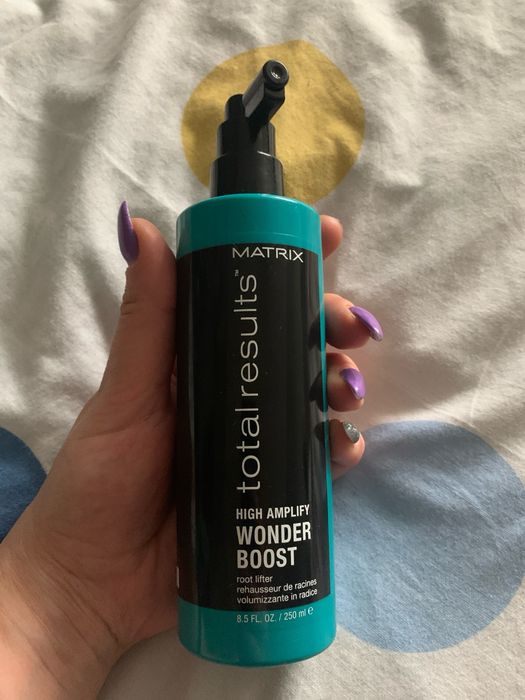 MATRIX
total results™
HIGH AMPLIFY
WONDER
BOOST
root lifter
rehausseur de racines
volumizzante in radice
8.5 FL. OZ. / 250 ml ℮